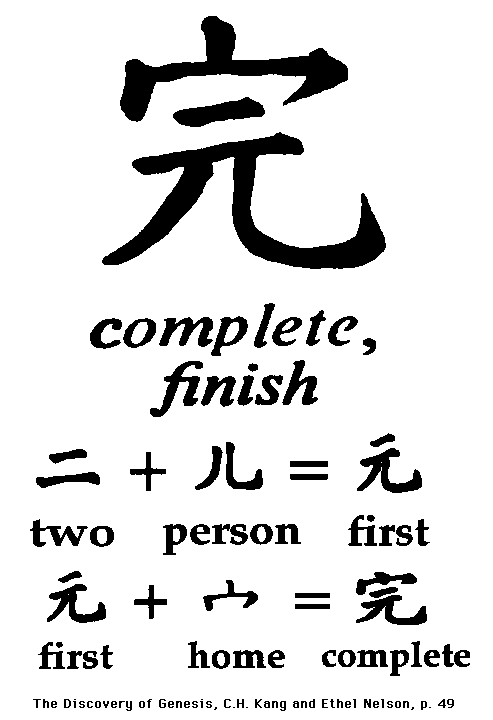 完
complete,
finish
二 + 儿 = 元
two person first
元 + 宀 = 完
first home complete
The Discovery of Genesis, C.H. Kang and Ethel Nelson, p. 49